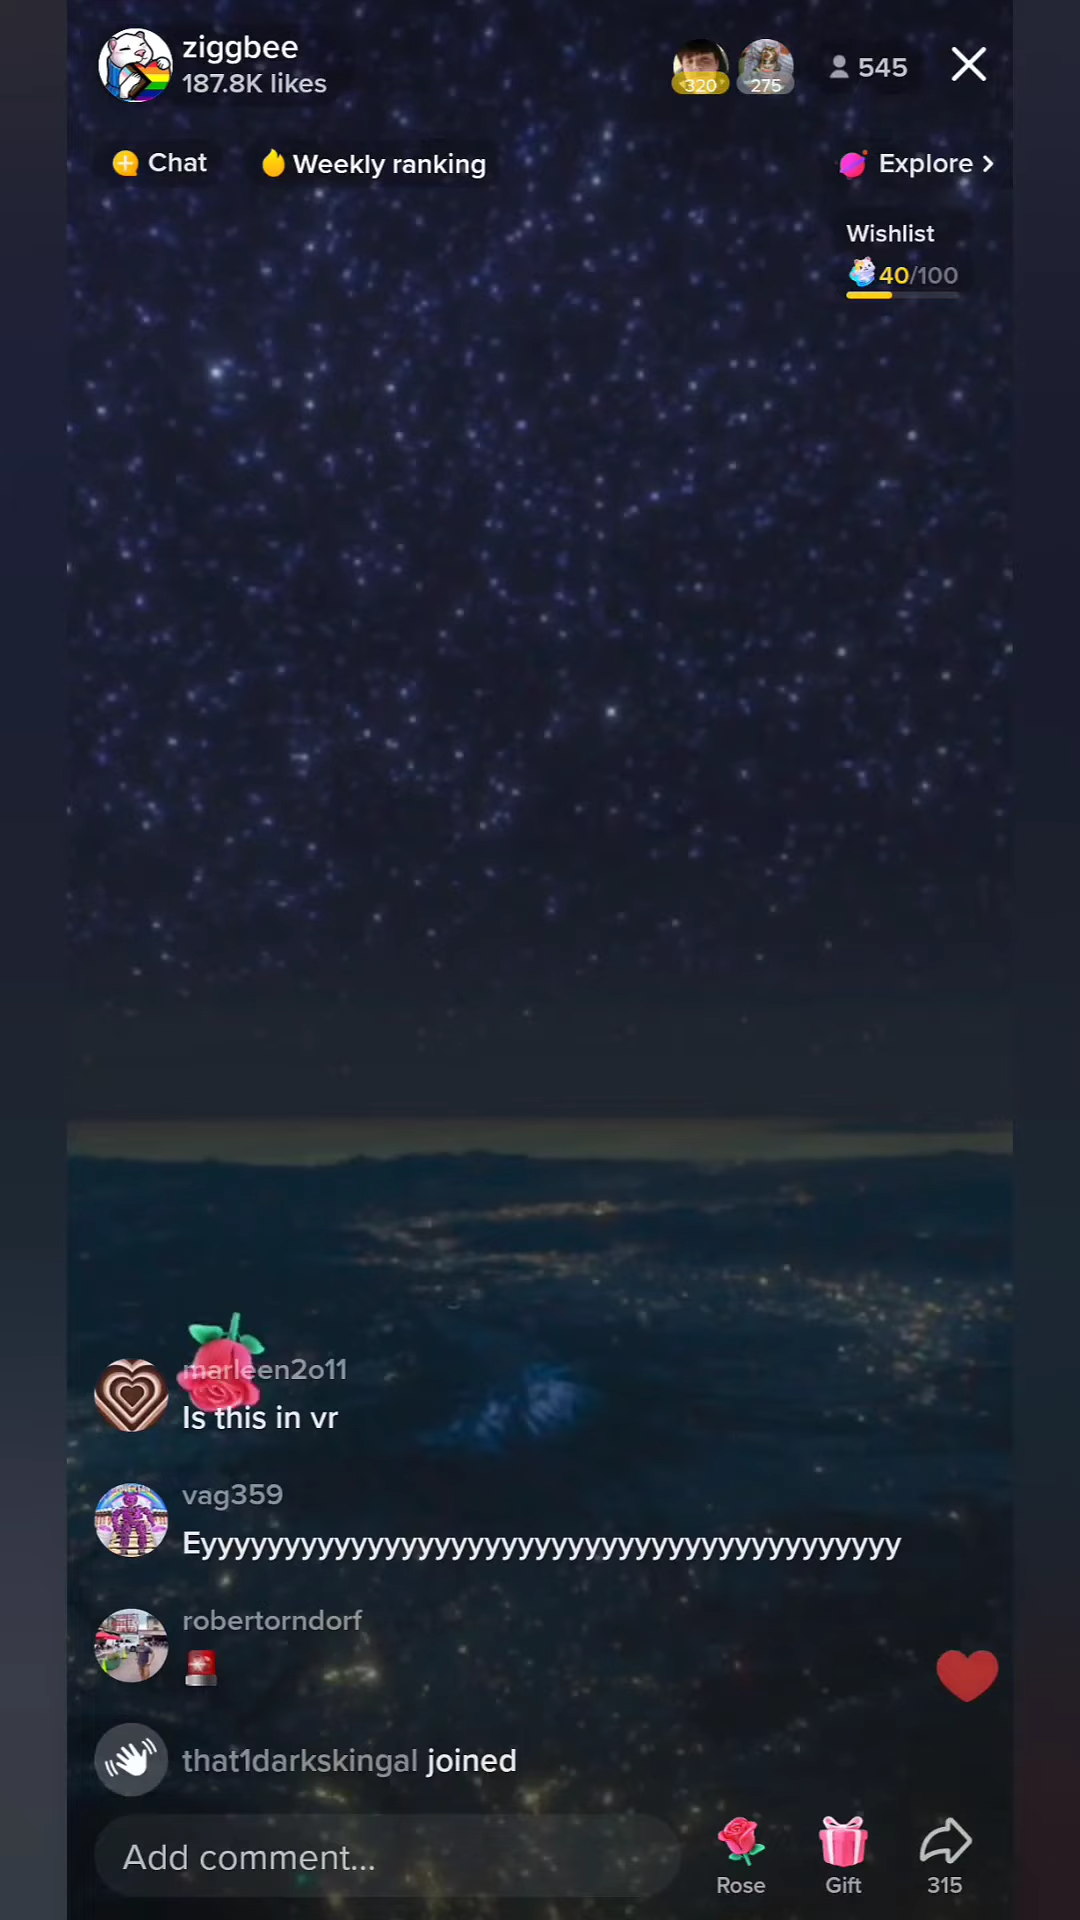 ziggbee
187.8K likes
320
275
545
Chat
Weekly ranking
Explore
Wishlist
40/100
marleen2o11
Is this in vr
vag359
Eyyyyyyyyyyyyyyyyyyyyyyyyyyyyyyyyyyyyyyyyyy
robertorndorf
that1darkskingal joined
Add comment...
Rose
Gift
315